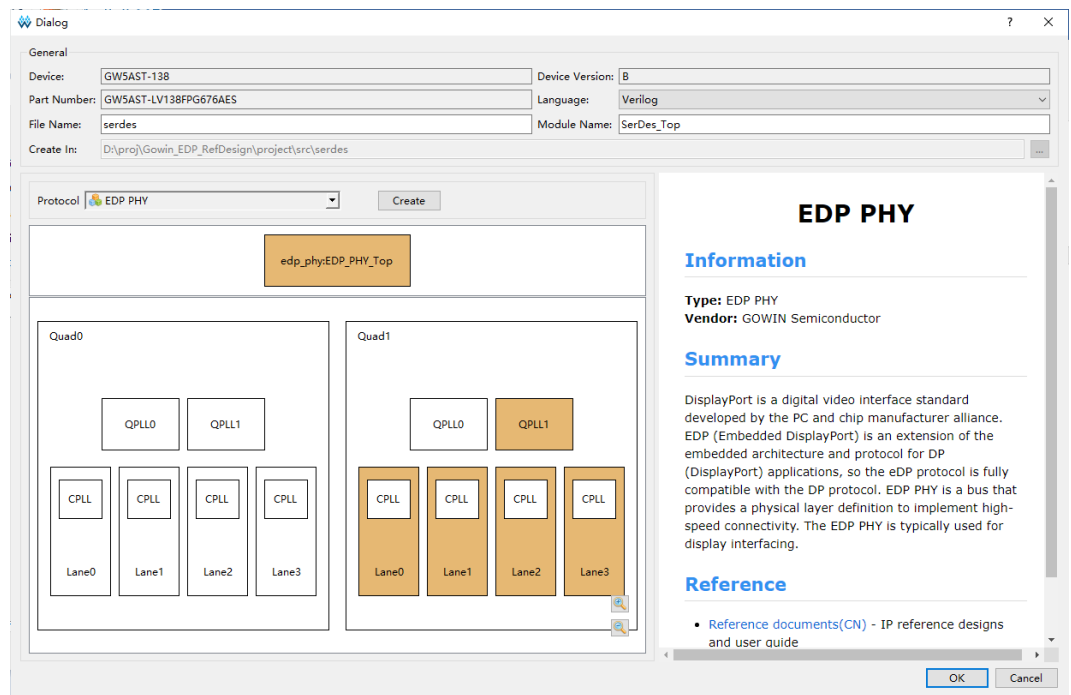 Dialog
?
General
Device:
GW5AST-138
Device Version:
B
Part Number:
GW5AST-LV138FPG676AES
Language:
Verilog
File Name:
serdes
Module Name:
SerDes_Top
Create In:
D:\proj\Gowin_EDP_RefDesign\project\src\serdes
...
Protocol
EDP PHY
Create
edp_phy:EDP_PHY_Top
Quad0
QPLL0
QPLL1
CPLL
CPLL
CPLL
CPLL
Lane0
Lane1
Lane2
Lane3
Quad1
QPLL0
QPLL1
CPLL
CPLL
CPLL
CPLL
Lane0
Lane1
Lane2
Lane3
EDP PHY
Information
Type: EDP PHY
Vendor: GOWIN Semiconductor
Summary
DisplayPort is a digital video interface standard
developed by the PC and chip manufacturer alliance.
EDP (Embedded DisplayPort) is an extension of the
embedded architecture and protocol for DP
(DisplayPort) applications, so the eDP protocol is fully
compatible with the DP protocol. EDP PHY is a bus that
provides a physical layer definition to implement high-
speed connectivity. The EDP PHY is typically used for
display interfacing.
Reference
• Reference documents(CN) - IP reference designs
and user guide
OK
Cancel